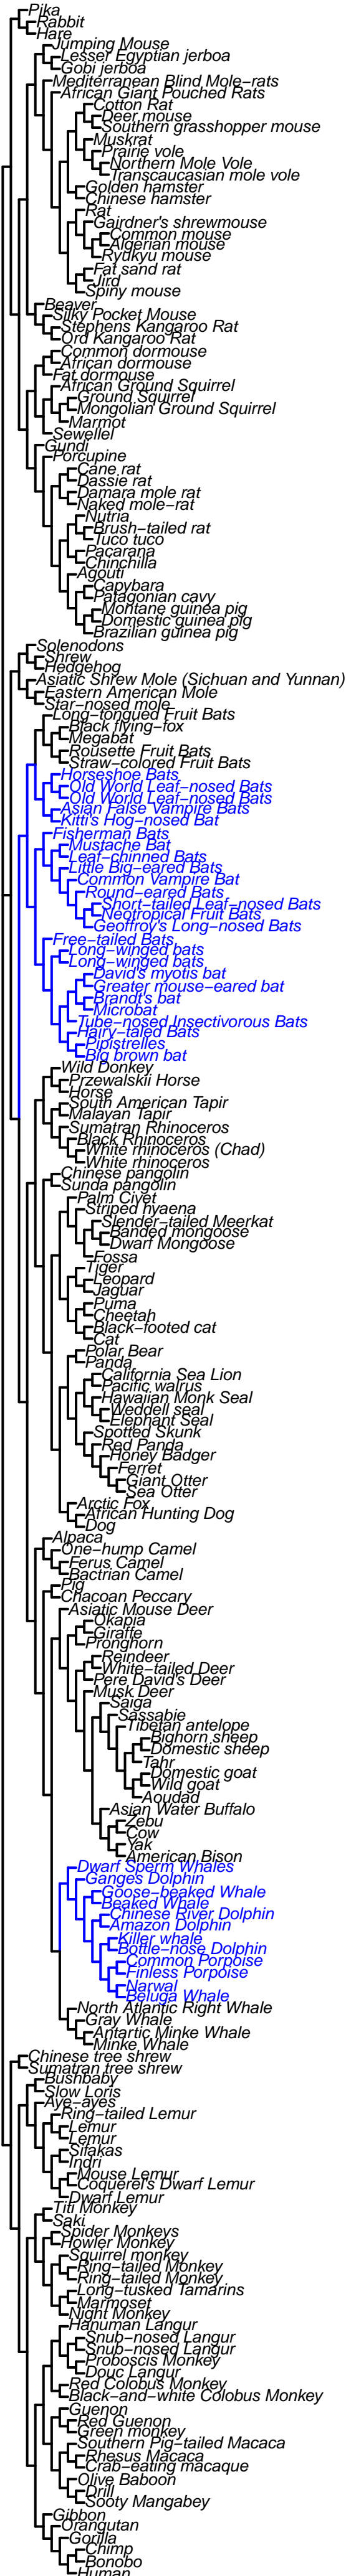 Pika
Rabbit
Hare
Jumping Mouse
Lesser Egyptian jerboa
Gobi jerboa
Mediterranean Blind Mole−rats
African Giant Pouched Rats
Cotton Rat
Deer mouse
Southern grasshopper mouse
Muskrat
Prairie vole
Northern Mole Vole
Transcaucasian mole vole
Golden hamster
Chinese hamster
Rat
Gairdner's shrewmouse
Common mouse
Algerian mouse
Ryukyu mouse
Fat sand rat
Jird
Spiny mouse
Beaver
Silky Pocket Mouse
Stephens Kangaroo Rat
Ord Kangaroo Rat
Common dormouse
African dormouse
Fat dormouse
African Ground Squirrel
Ground Squirrel
Mongolian Ground Squirrel
Marmot
Sewellel
Gundi
Porcupine
Cane rat
Dassie rat
Damara mole rat
Naked mole−rat
Nutria
Brush−tailed rat
Tuco tuco
Pacarana
Chinchilla
Agouti
Capybara
Patagonian cavy
Montane guinea pig
Domestic guinea pig
Brazilian guinea pig
Solenodons
Shrew
Hedgehog
Asiatic Shrew Mole (Sichuan and Yunnan)
Eastern American Mole
Star−nosed mole
Long−tongued Fruit Bats
Black flying−fox
Megabat
Rousette Fruit Bats
Straw−colored Fruit Bats
Horseshoe Bats
Old World Leaf−nosed Bats
Old World Leaf−nosed Bats
Asian False Vampire Bats
Kitti's Hog−nosed Bat
Fisherman Bats
Mustache Bat
Leaf−chinned Bats
Little Big−eared Bats
Common Vampire Bat
Round−eared Bats
Short−tailed Leaf−nosed Bats
Neotropical Fruit Bats
Geoffroy's Long−nosed Bats
Free−tailed Bats
Long−winged bats
Long−winged bats
David's myotis bat
Greater mouse−eared bat
Brandt's bat
Microbat
Tube−nosed Insectivorous Bats
Hairy−taled Bats
Pipistrelles
Big brown bat
Wild Donkey
Przewalskii Horse
Horse
South American Tapir
Malayan Tapir
Sumatran Rhinoceros
Black Rhinoceros
White rhinoceros (Chad)
White rhinoceros
Chinese pangolin
Sunda pangolin
Palm Civet
Striped hyaena
Slender−tailed Meerkat
Banded mongoose
Dwarf Mongoose
Fossa
Tiger
Leopard
Jaguar
Puma
Cheetah
Black−footed cat
Cat
Polar Bear
Panda
California Sea Lion
Pacific walrus
Hawaiian Monk Seal
Weddell seal
Elephant Seal
Spotted Skunk
Red Panda
Honey Badger
Ferret
Giant Otter
Sea Otter
Arctic Fox
African Hunting Dog
Dog
Alpaca
One−hump Camel
Ferus Camel
Bactrian Camel
Pig
Chacoan Peccary
Asiatic Mouse Deer
Okapia
Giraffe
Pronghorn
Reindeer
White−tailed Deer
Pere David's Deer
Musk Deer
Saiga
Sassabie
Tibetan antelope
Bighorn sheep
Domestic sheep
Tahr
Domestic goat
Wild goat
Aoudad
Asian Water Buffalo
Zebu
Cow
Yak
American Bison
Dwarf Sperm Whales
Ganges Dolphin
Goose−beaked Whale
Beaked Whale
Chinese River Dolphin
Amazon Dolphin
Killer whale
Bottle−nose Dolphin
Common Porpoise
Finless Porpoise
Narwal
Beluga Whale
North Atlantic Right Whale
Gray Whale
Antartic Minke Whale
Minke Whale
Chinese tree shrew
Sumatran tree shrew
Bushbaby
Slow Loris
Aye−ayes
Ring−tailed Lemur
Lemur
Lemur
Sifakas
Indri
Mouse Lemur
Coquerel's Dwarf Lemur
Dwarf Lemur
Titi Monkey
Saki
Spider Monkeys
Howler Monkey
Squirrel monkey
Ring−tailed Monkey
Ring−tailed Monkey
Long−tusked Tamarins
Marmoset
Night Monkey
Hanuman Langur
Snub−nosed Langur
Snub−nosed Langur
Proboscis Monkey
Douc Langur
Red Colobus Monkey
Black−and−white Colobus Monkey
Guenon
Red Guenon
Green monkey
Southern Pig−tailed Macaca
Rhesus Macaca
Crab−eating macaque
Olive Baboon
Drill
Sooty Mangabey
Gibbon
Orangutan
Gorilla
Chimp
Bonobo
Human